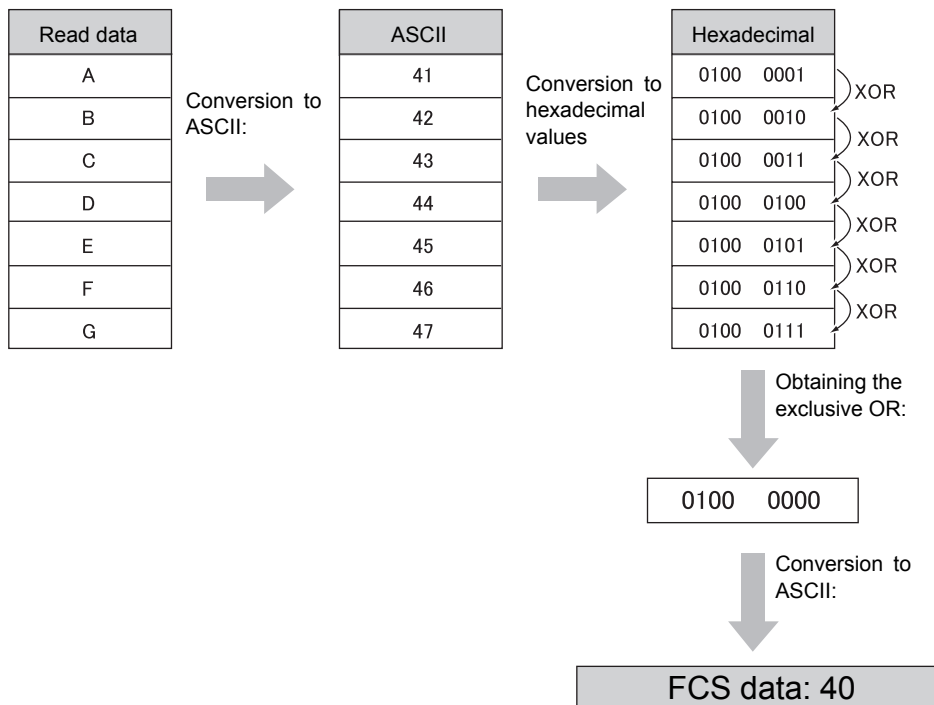 Read data
A
B
C
D
E
F
G
Conversion to
ASCII:
ASCII
41
42
43
44
45
46
47
Conversion to
hexadecimal
values
Hexadecimal
0100 0001
0100 0010
0100 0011
0100 0100
0100 0101
0100 0110
0100 0111
XOR
XOR
XOR
XOR
XOR
XOR
Obtaining the
exclusive OR:
0100 0000
Conversion to
ASCII:
FCS data: 40